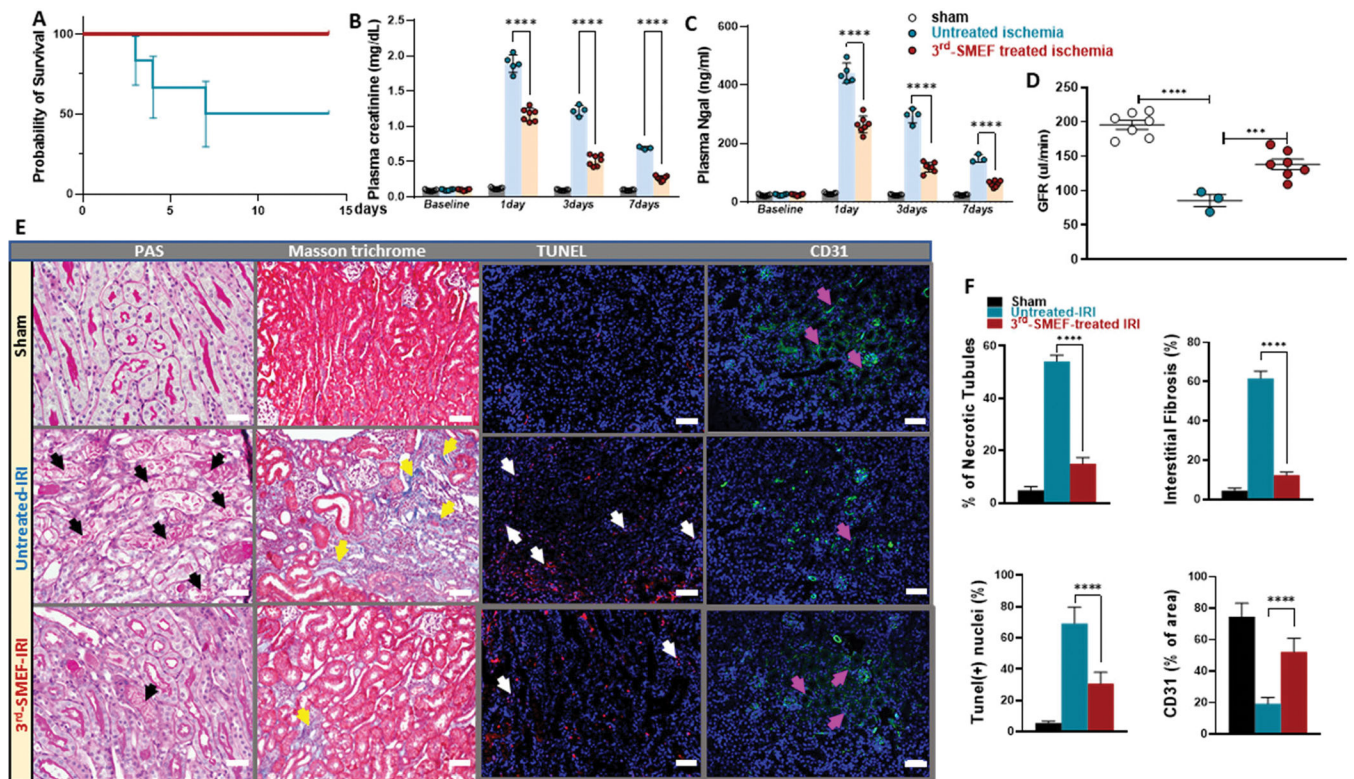 A
Probability of Survival
100
50
0
0
5
10
15 days
B
Plasma creatinine (mg/dL)
2.5
2.0
1.5
1.0
0.5
0.0
****
****
****
Baseline
1day
3days
7days
C
Plasma Ngal (ng/ml)
600
400
200
0
****
****
****
Baseline
1day
3days
7days
sham
Untreated ischemia
3rd-SMEF treated ischemia
D
GFR (ul/min)
250
200
150
100
50
0
****
***
E
PAS
Masson trichrome
TUNEL
CD31
Sham
Untreated-IRI
3rd-SMEF-IRI
F
Sham
Untreated-IRI
3rd-SMEF-treated IRI
% of Necrotic Tubules
60
40
20
0
****
Interstitial Fibrosis (%)
80
60
40
20
0
****
Tunel(+) nuclei (%)
100
80
60
40
20
0
****
CD31 (% of area)
100
80
60
40
20
0
****